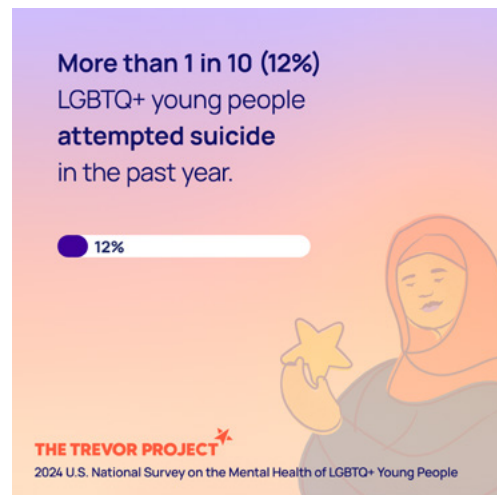 More than 1 in 10 (12%)
LGBTQ+ young people
attempted suicide
in the past year.
12%
THE TREVOR PROJECT
2024 U.S. National Survey on the Mental Health of LGBTQ+ Young People